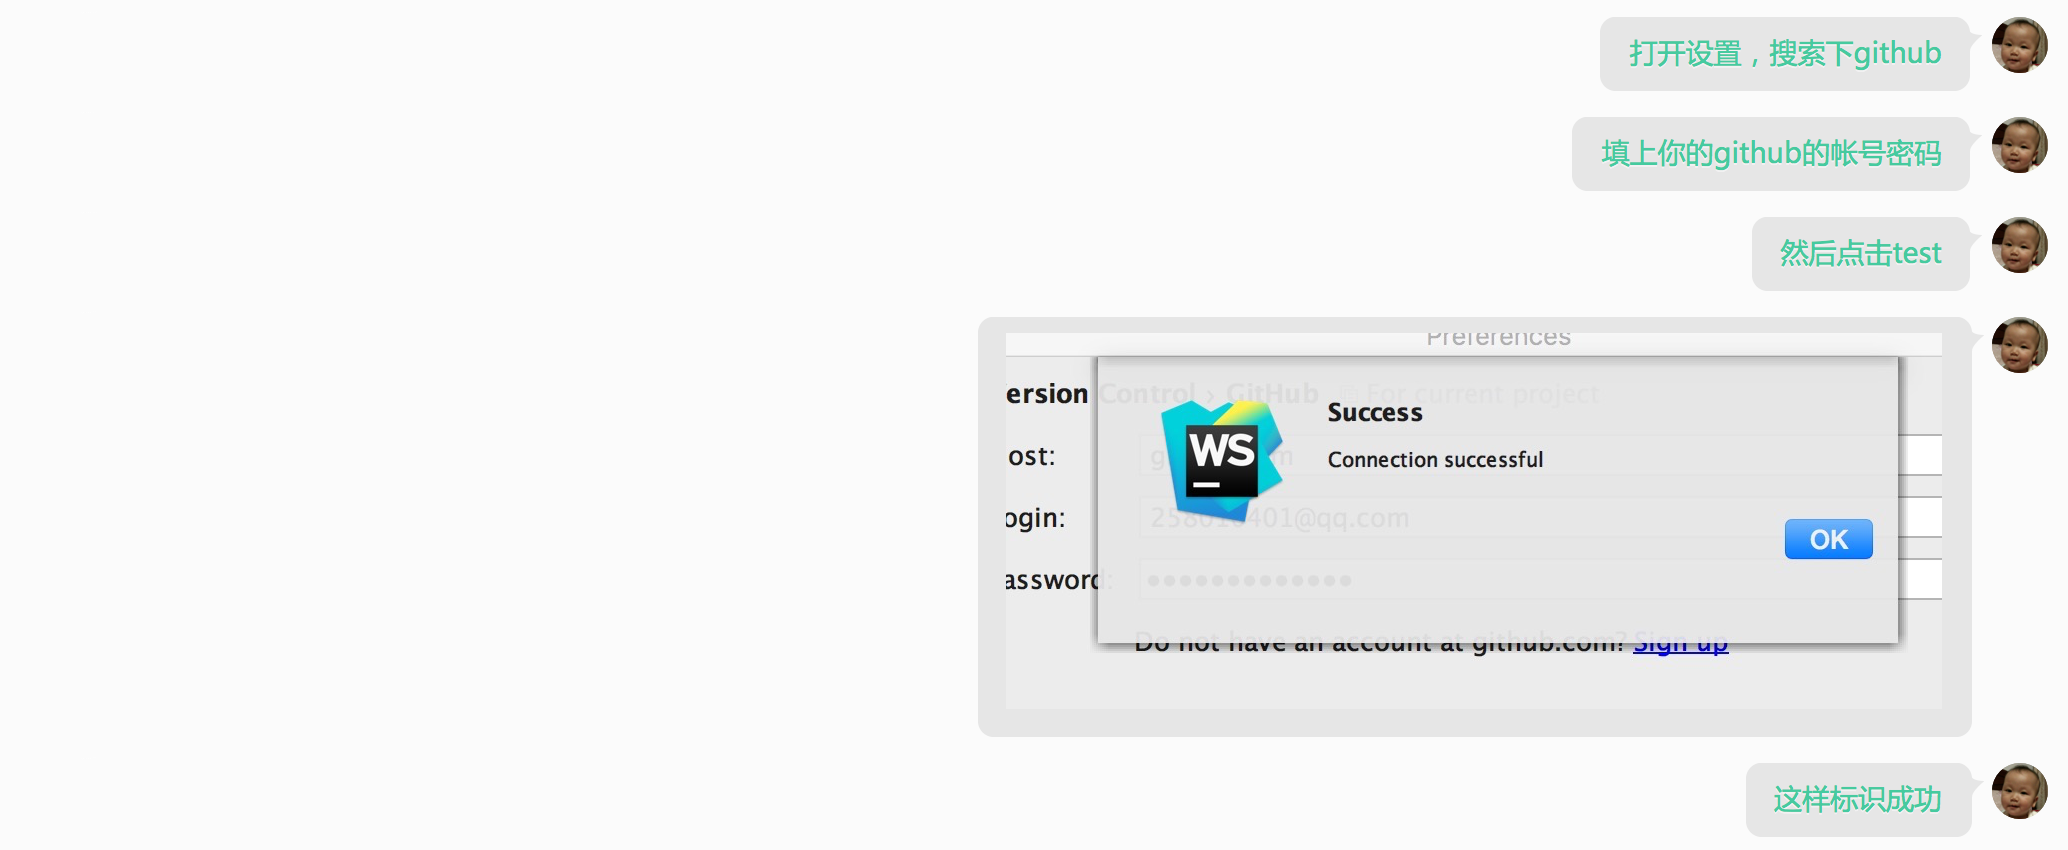 打开设置，搜索下github
填上你的github的帐号密码
然后点击test
Preferences
ersion Control › GitHub For current project
Success
ost:
WS
Connection successful
ogin:
401@qq.com
OK
assword:
Do not have an account at github.com? Sign up
这样标识成功